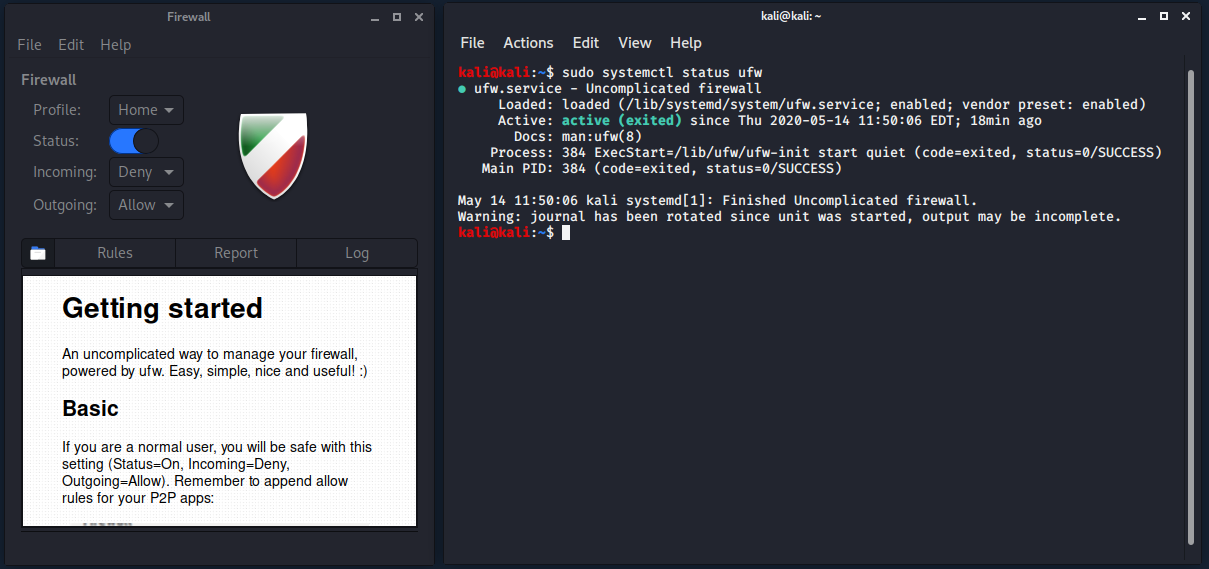 Firewall
File Edit Help
Firewall
Profile: Home
Status:
Incoming: Deny
Outgoing: Allow
Rules Report Log
Getting started
An uncomplicated way to manage your firewall,
powered by ufw. Easy, simple, nice and useful! :)
Basic
If you are a normal user, you will be safe with this
setting (Status=On, Incoming=Deny,
Outgoing=Allow). Remember to append allow
rules for your P2P apps:
kali@kali: ~
File Actions Edit View Help
kali@kali:~$ sudo systemctl status ufw
● ufw.service - Uncomplicated firewall
Loaded: loaded (/lib/systemd/system/ufw.service; enabled; vendor preset: enabled)
Active: active (exited) since Thu 2020-05-14 11:50:06 EDT; 18min ago
Docs: man:ufw(8)
Process: 384 ExecStart=/lib/ufw/ufw-init start quiet (code=exited, status=0/SUCCESS)
Main PID: 384 (code=exited, status=0/SUCCESS)
May 14 11:50:06 kali systemd[1]: Finished Uncomplicated firewall.
Warning: journal has been rotated since unit was started, output may be incomplete.
kali@kali:~$